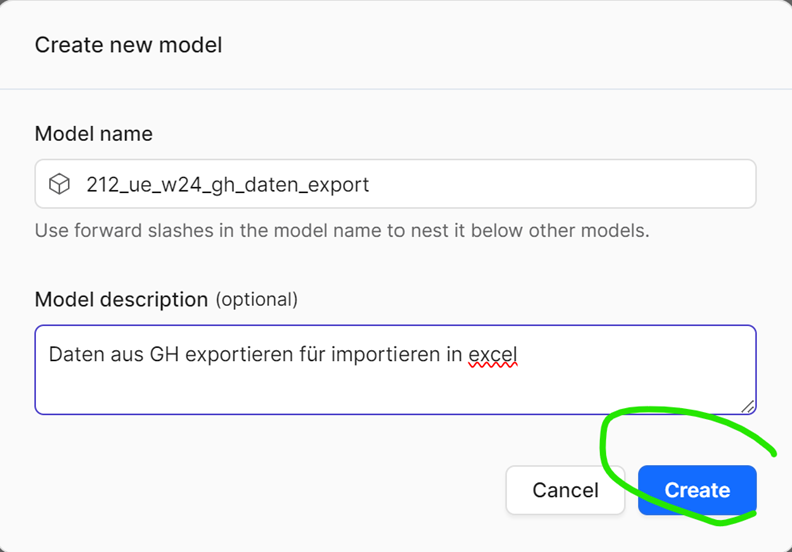 Create new model
Model name
212_ue_w24_gh_daten_export
Use forward slashes in the model name to nest it below other models.
Model description (optional)
Daten aus GH exportieren für importieren in excel
Cancel
Create